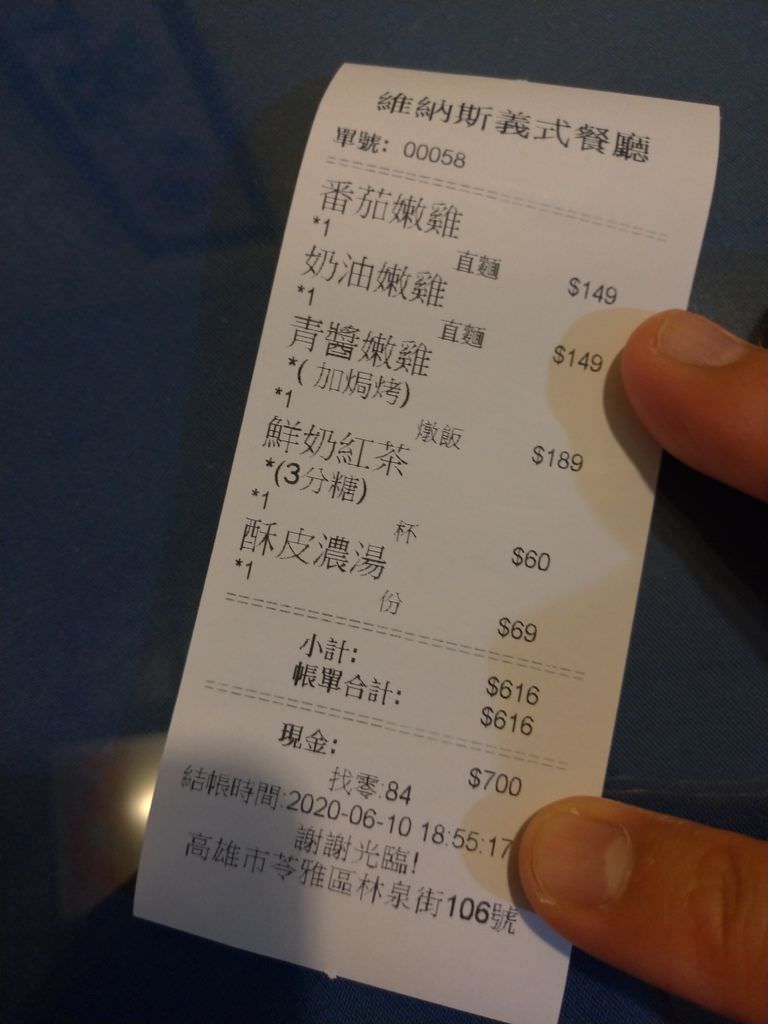 維納斯義式餐廳
單號: 00058
番茄嫩雞
*1 直麵 $149
奶油嫩雞
*1 直麵 $149
青醬嫩雞
*( 加焗烤)
*1 燉飯 $189
鮮奶紅茶
*(3分糖)
*1 杯 $60
酥皮濃湯
*1 份 $69
小計: $616
帳單合計: $616
現金: $700
找零:84
結帳時間:2020-06-10 18:55:17
謝謝光臨!
高雄市苓雅區林泉街106號